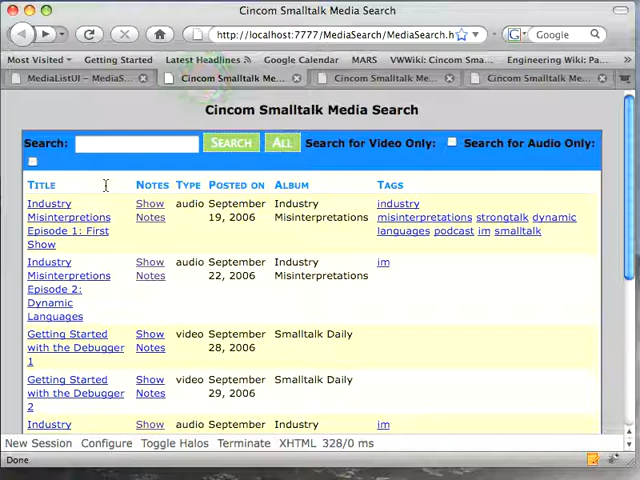 Cincom Smalltalk Media Search
http://localhost:7777/MediaSearch/MediaSearch.h
Google
Most Visited Getting Started Latest Headlines Google Calendar MARS VWWiki: Cincom Sma... Engineering Wiki: Pa...
MediaListUI – MediaS... Cincom Smalltalk Me... Cincom Smalltalk Me... Cincom Smalltalk Me...
Cincom Smalltalk Media Search
Search: SEARCH ALL Search for Video Only: Search for Audio Only:
TITLE NOTES TYPE POSTED ON ALBUM TAGS
Industry Show audio September Industry industry
Misinterpretations Notes 19, 2006 Misinterpretations misinterpretations strongtalk dynamic
Episode 1: First languages podcast im smalltalk
Show
Industry Show audio September Industry im
Misinterpretations Notes 22, 2006 Misinterpretations
Episode 2:
Dynamic
Languages
Getting Started Show video September Smalltalk Daily
with the Debugger Notes 28, 2006
1
Getting Started Show video September Smalltalk Daily
with the Debugger Notes 29, 2006
2
Industry Show audio September Industry im
New Session Configure Toggle Halos Terminate XHTML 328/0 ms
Done